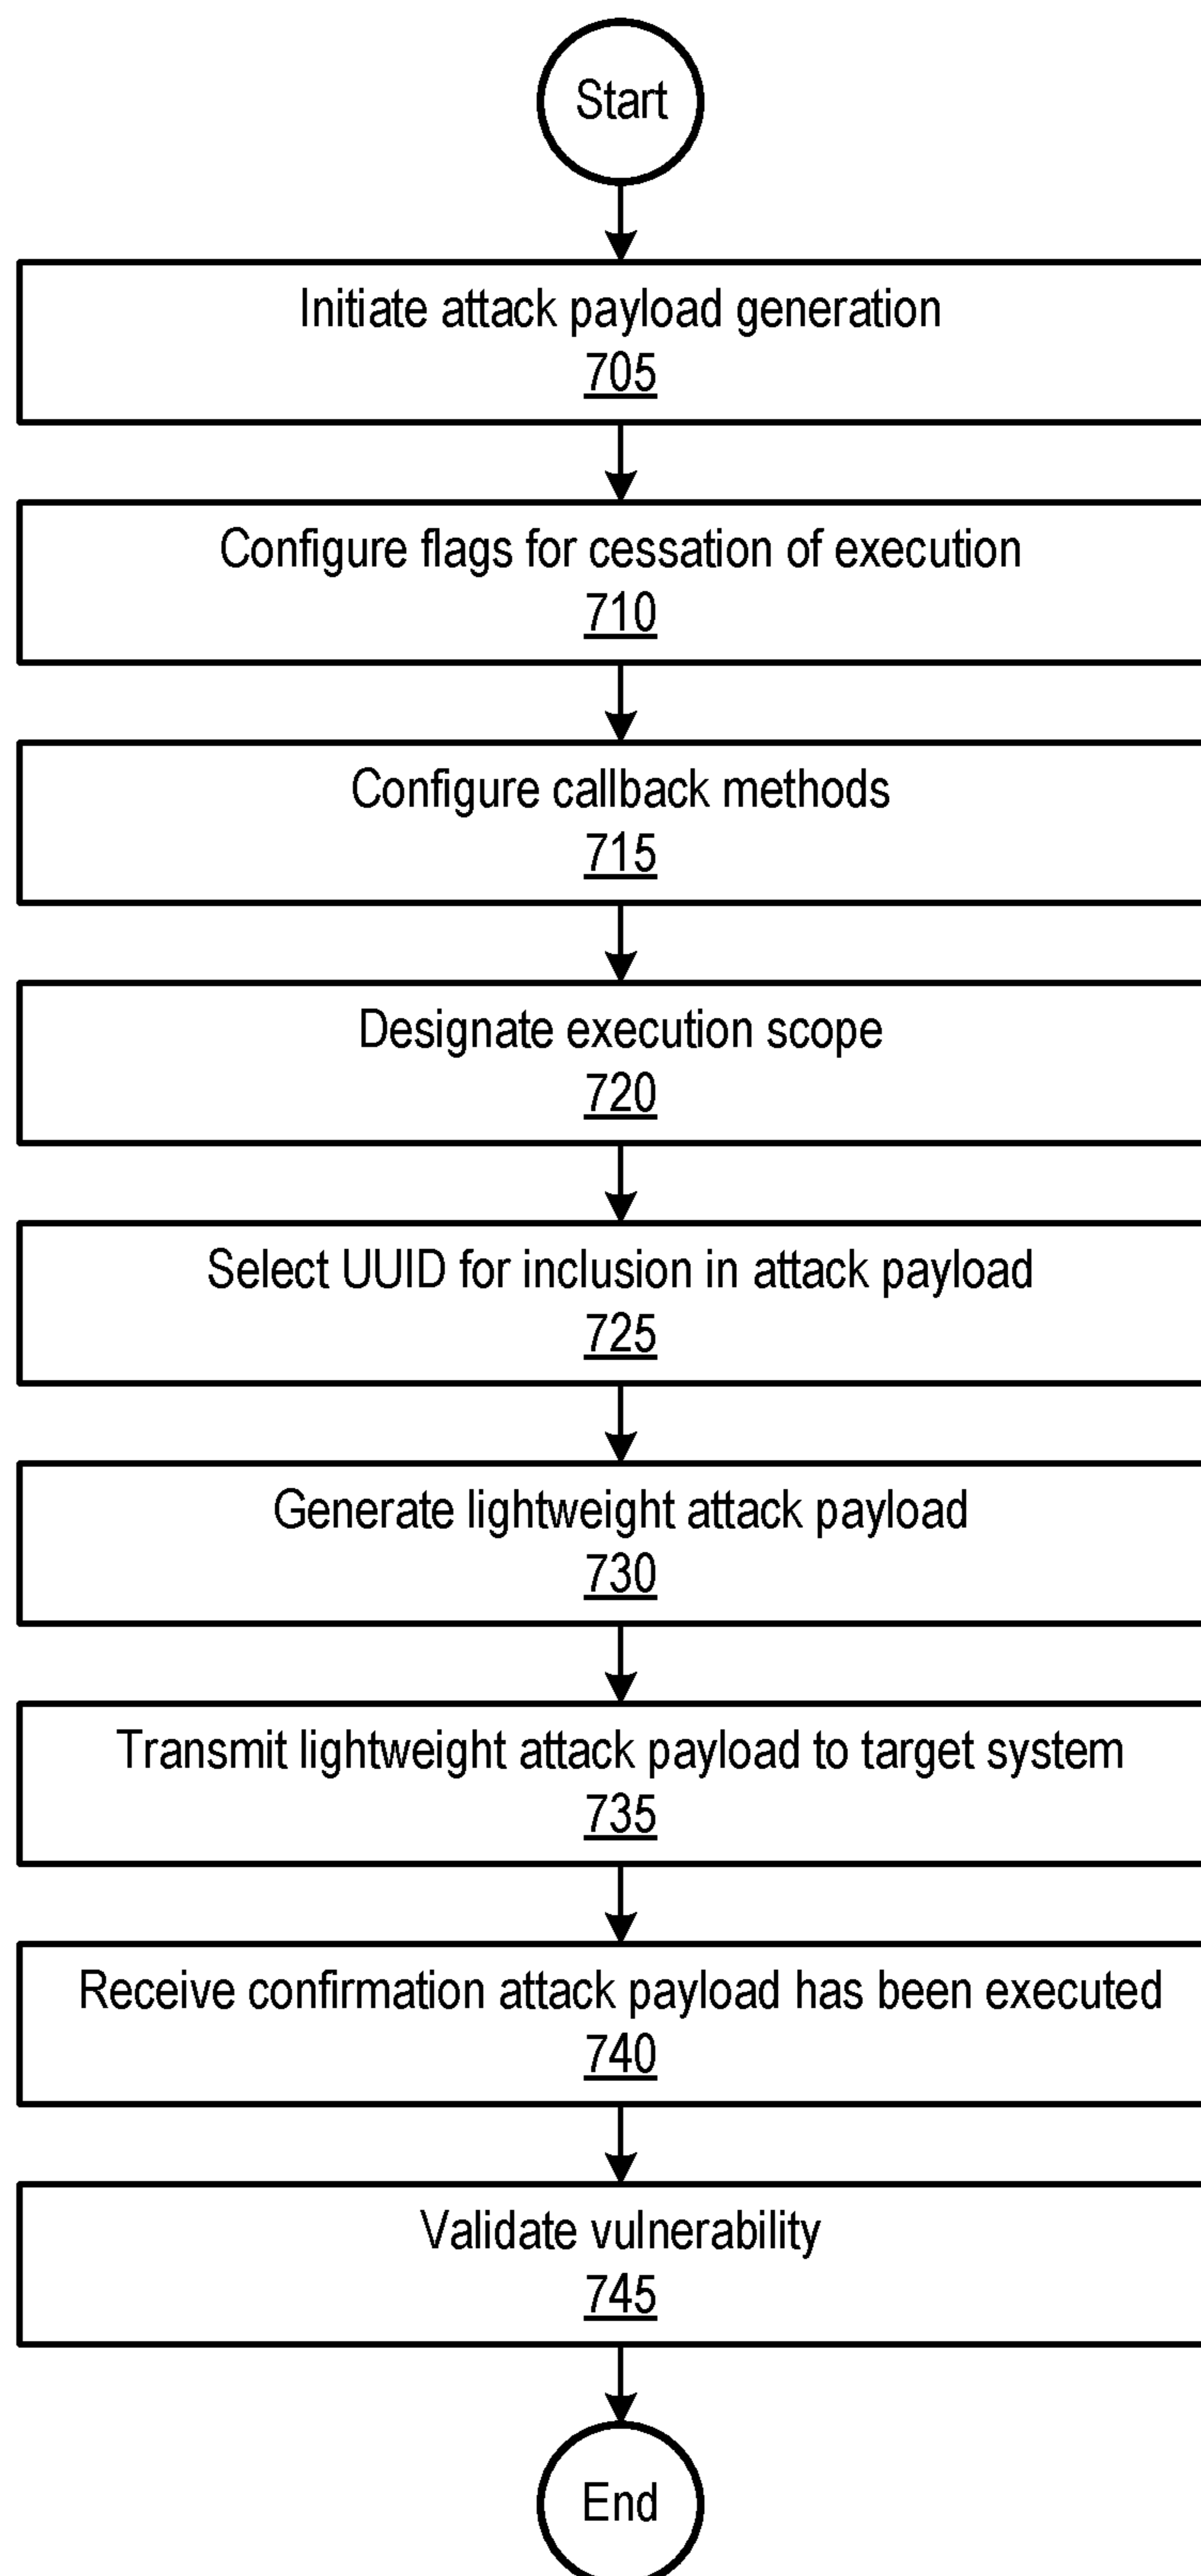 Start
Initiate attack payload generation
705
Configure flags for cessation of execution
710
Configure callback methods
715
Designate execution scope
720
Select UUID for inclusion in attack payload
725
Generate lightweight attack payload
730
Transmit lightweight attack payload to target system
735
Receive confirmation attack payload has been executed
740
Validate vulnerability
745
End